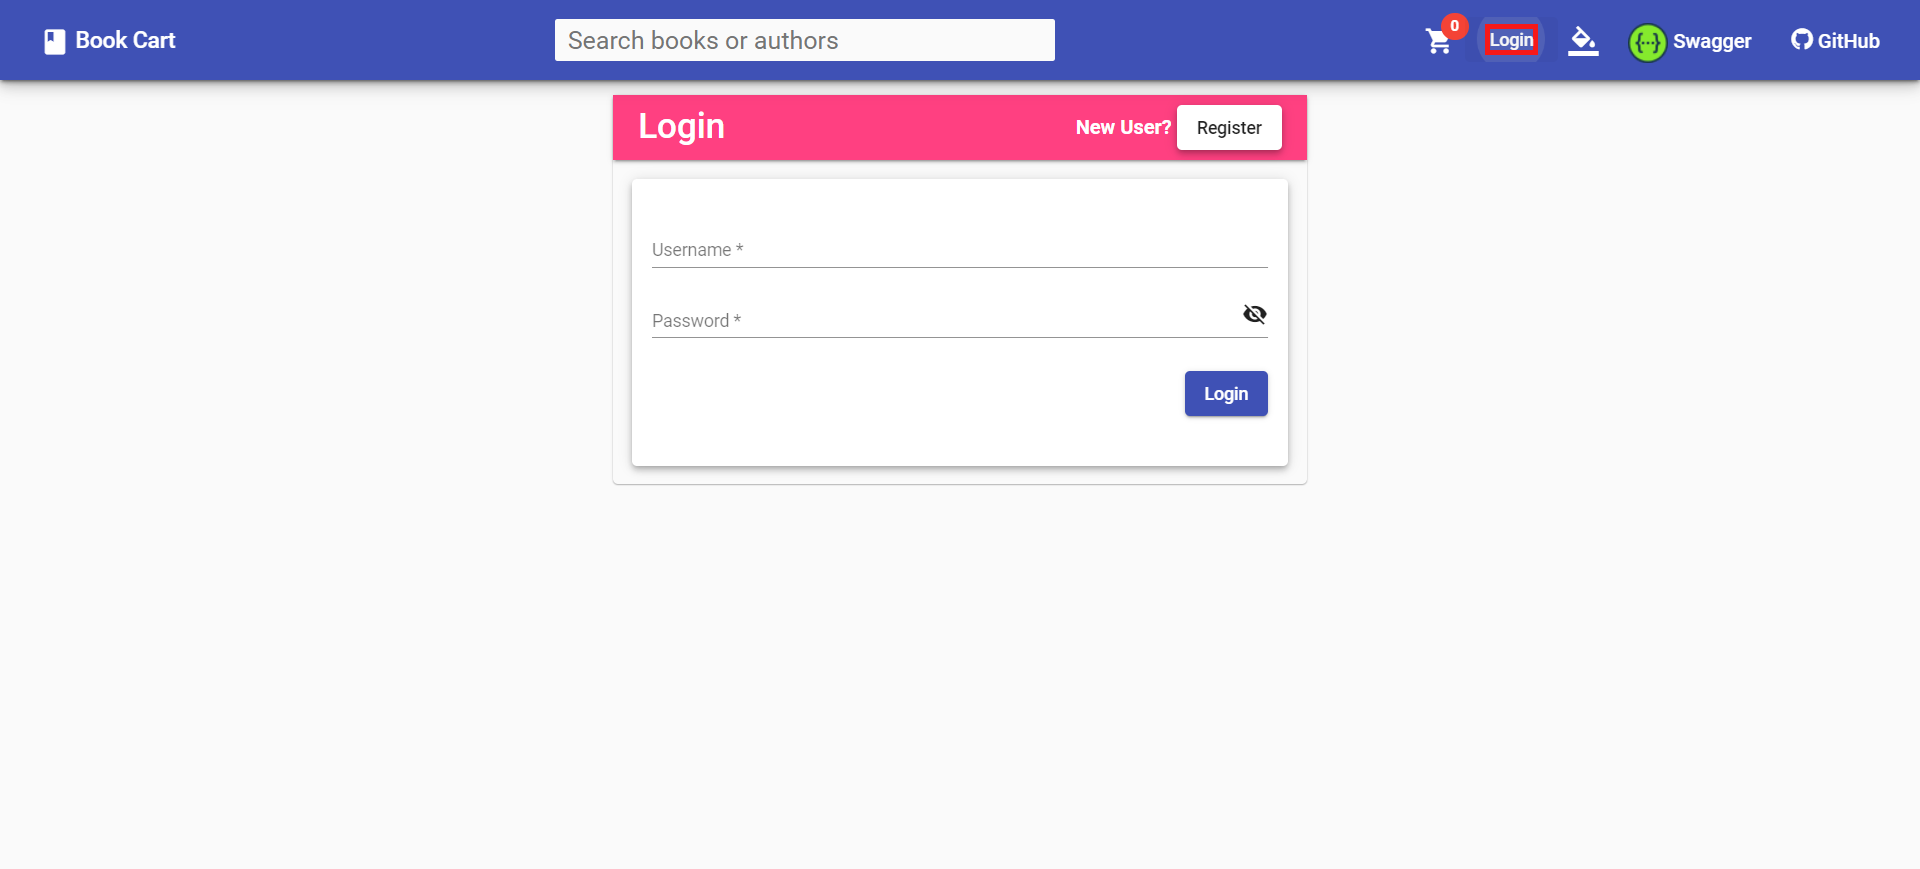 Book Cart
Search books or authors
0
Login
{···} Swagger
GitHub
Login
New User? Register
Username *
Password *
Login